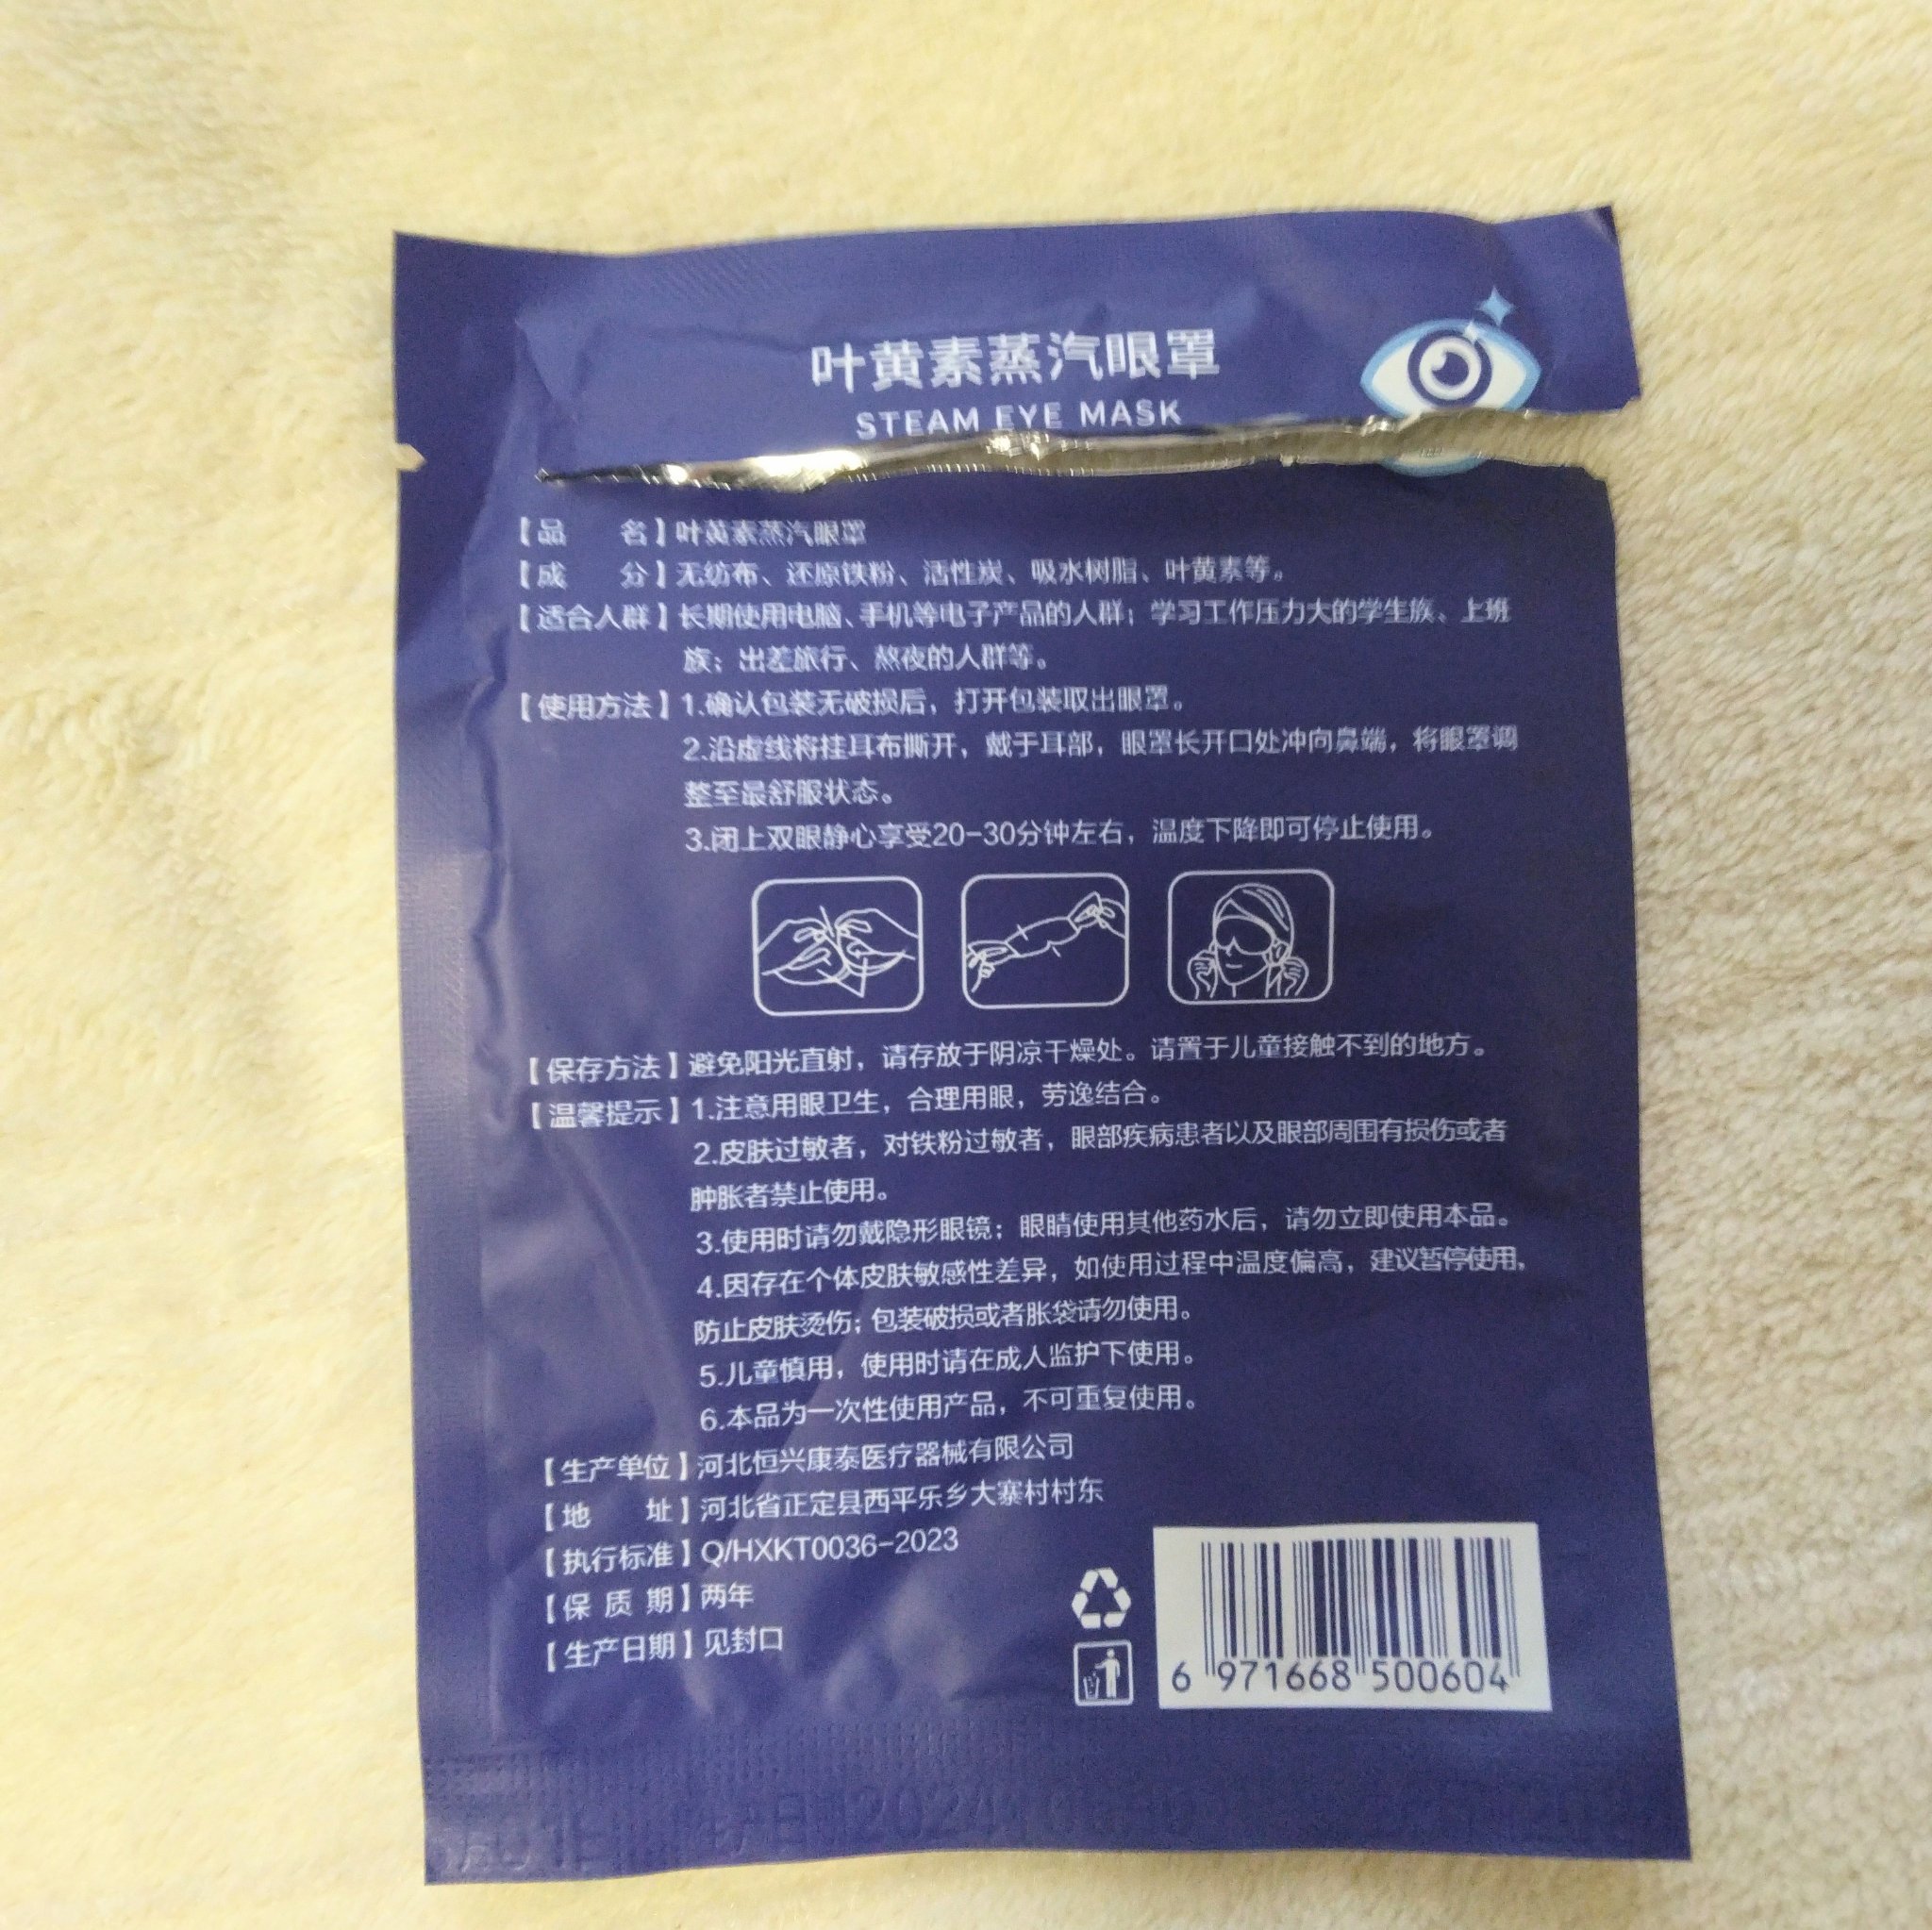 叶黄素蒸汽眼罩
STEAM EYE MASK
【品 名】叶黄素蒸汽眼罩
【成 分】无纺布、还原铁粉、活性炭、吸水树脂、叶黄素等。
【适合人群】长期使用电脑、手机等电子产品的人群；学习工作压力大的学生族、上班
族；出差旅行、熬夜的人群等。
【使用方法】1.确认包装无破损后，打开包装取出眼罩。
2.沿虚线将挂耳布撕开，戴于耳部，眼罩长开口处冲向鼻端，将眼罩调
整至最舒服状态。
3.闭上双眼静心享受20-30分钟左右，温度下降即可停止使用。
【保存方法】避免阳光直射，请存放于阴凉干燥处。请置于儿童接触不到的地方。
【温馨提示】1.注意用眼卫生，合理用眼，劳逸结合。
2.皮肤过敏者，对铁粉过敏者，眼部疾病患者以及眼部周围有损伤或者
肿胀者禁止使用。
3.使用时请勿戴隐形眼镜；眼睛使用其他药水后，请勿立即使用本品。
4.因存在个体皮肤敏感性差异，如使用过程中温度偏高，建议暂停使用，
防止皮肤烫伤；包装破损或者胀袋请勿使用。
5.儿童慎用，使用时请在成人监护下使用。
6.本品为一次性使用产品，不可重复使用。
【生产单位】河北恒兴康泰医疗器械有限公司
【地 址】河北省正定县西平乐乡大寨村村东
【执行标准】Q/HXKT0036-2023
【保 质 期】两年
【生产日期】见封口
6 971668 500604